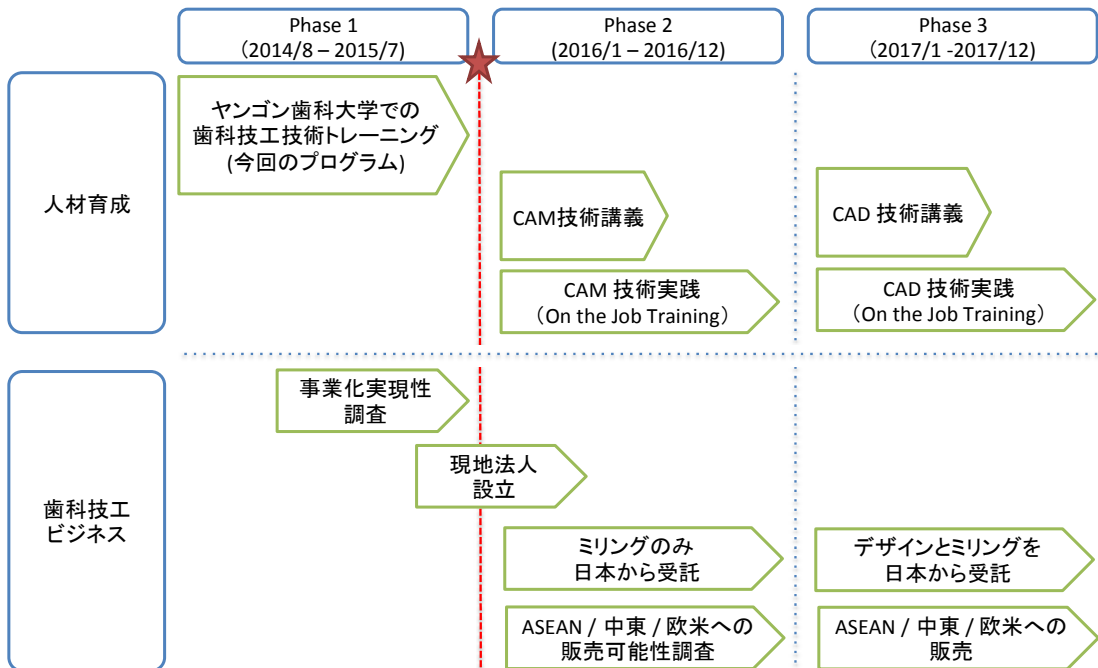 Phase 1
（2014/8 – 2015/7）
Phase 2
(2016/1 – 2016/12)
Phase 3
（2017/1 -2017/12）
人材育成
ヤンゴン歯科大学での
歯科技工技術トレーニング
(今回のプログラム)
CAM技術講義
CAD 技術講義
CAM 技術実践
（On the Job Training）
CAD 技術実践
（On the Job Training）
歯科技工
ビジネス
事業化実現性
調査
現地法人
設立
ミリングのみ
日本から受託
デザインとミリングを
日本から受託
ASEAN / 中東 / 欧米への
販売可能性調査
ASEAN / 中東 / 欧米への
販売